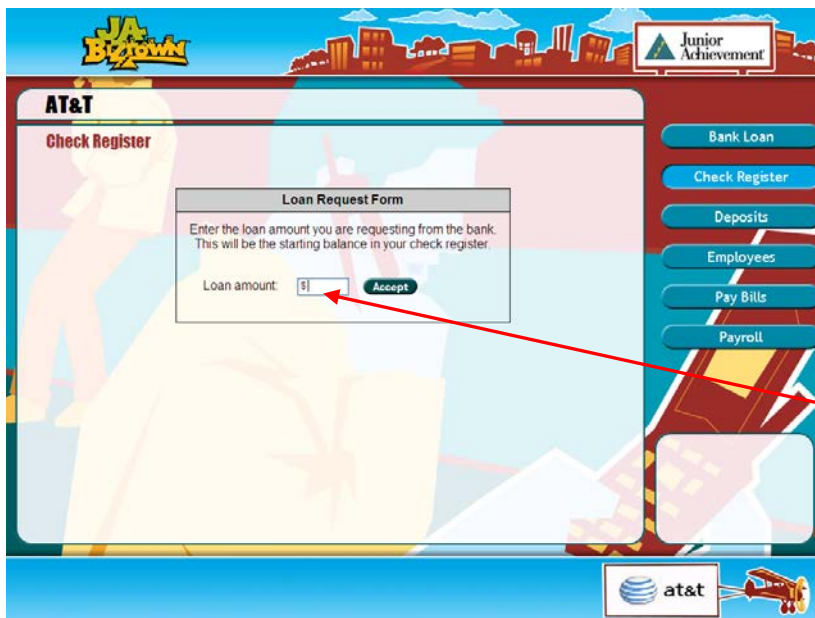 JA
BizTown
Junior
Achievement
AT&T
Check Register
Loan Request Form
Enter the loan amount you are requesting from the bank.
This will be the starting balance in your check register.
Loan amount: $ Accept
Bank Loan
Check Register
Deposits
Employees
Pay Bills
Payroll
at&t